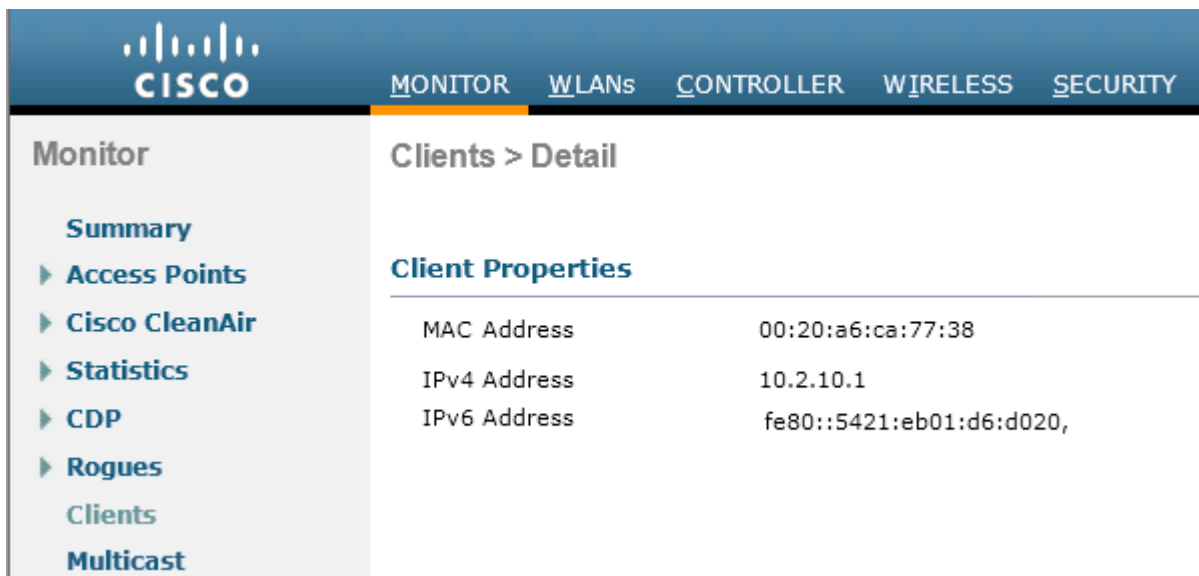 CISCO
MONITOR WLANs CONTROLLER WIRELESS SECURITY
Monitor
Summary
Access Points
Cisco CleanAir
Statistics
CDP
Rogues
Clients
Multicast
Clients > Detail
Client Properties
MAC Address 00:20:a6:ca:77:38
IPv4 Address 10.2.10.1
IPv6 Address fe80::5421:eb01:d6:d020,